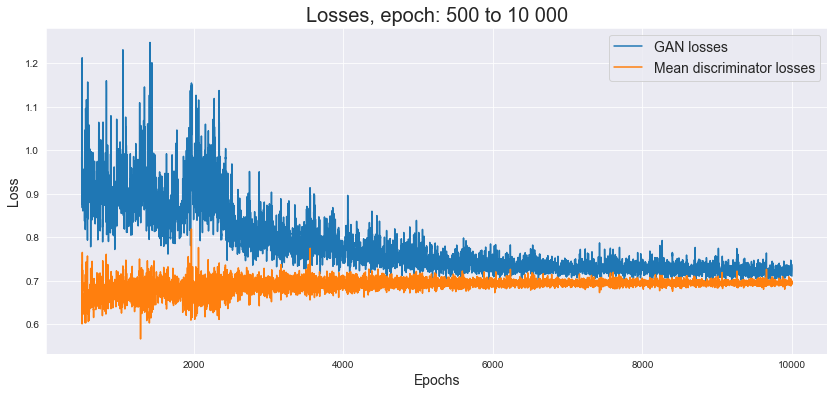 Losses, epoch: 500 to 10 000
GAN losses
Mean discriminator losses
Loss
1.2
1.1
1.0
0.9
0.8
0.7
0.6
2000
4000
6000
8000
10000
Epochs